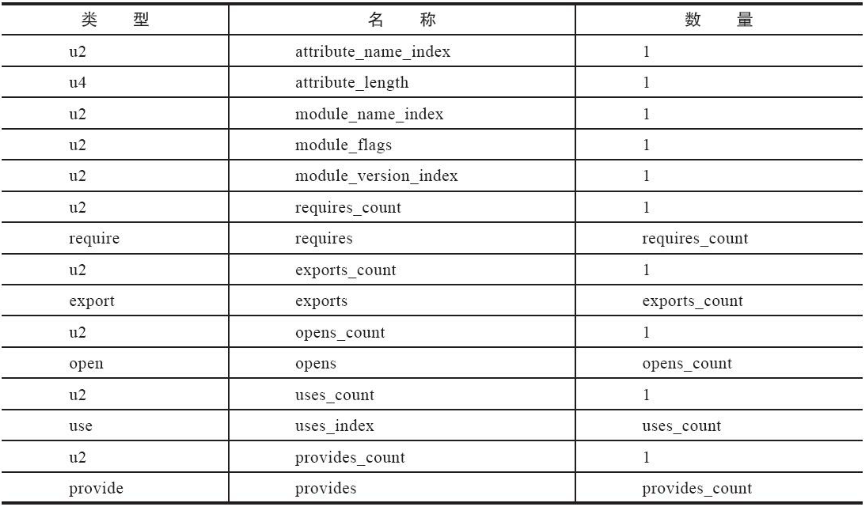 类 型 名 称 数 量
u2 attribute_name_index 1
u4 attribute_length 1
u2 module_name_index 1
u2 module_flags 1
u2 module_version_index 1
u2 requires_count 1
require requires requires_count
u2 exports_count 1
export exports exports_count
u2 opens_count 1
open opens opens_count
u2 uses_count 1
use uses_index uses_count
u2 provides_count 1
provide provides provides_count